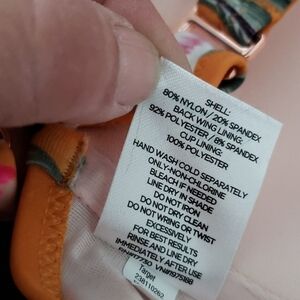 SHELL:
80% NYLON / 20% SPANDEX
BACK WING LINING:
92% POLYESTER / 8% SPANDEX
CUP LINING:
100% POLYESTER
HAND WASH COLD SEPARATELY
ONLY-NON-CHLORINE
BLEACH IF NEEDED
LINE DRY IN SHADE
DO NOT IRON
DO NOT DRY CLEAN
DO NOT WRING OR TWIST
EXCESSIVELY
FOR BEST RESULTS
RINSE AND LINE DRY
IMMEDIATELY AFTER USE
Target